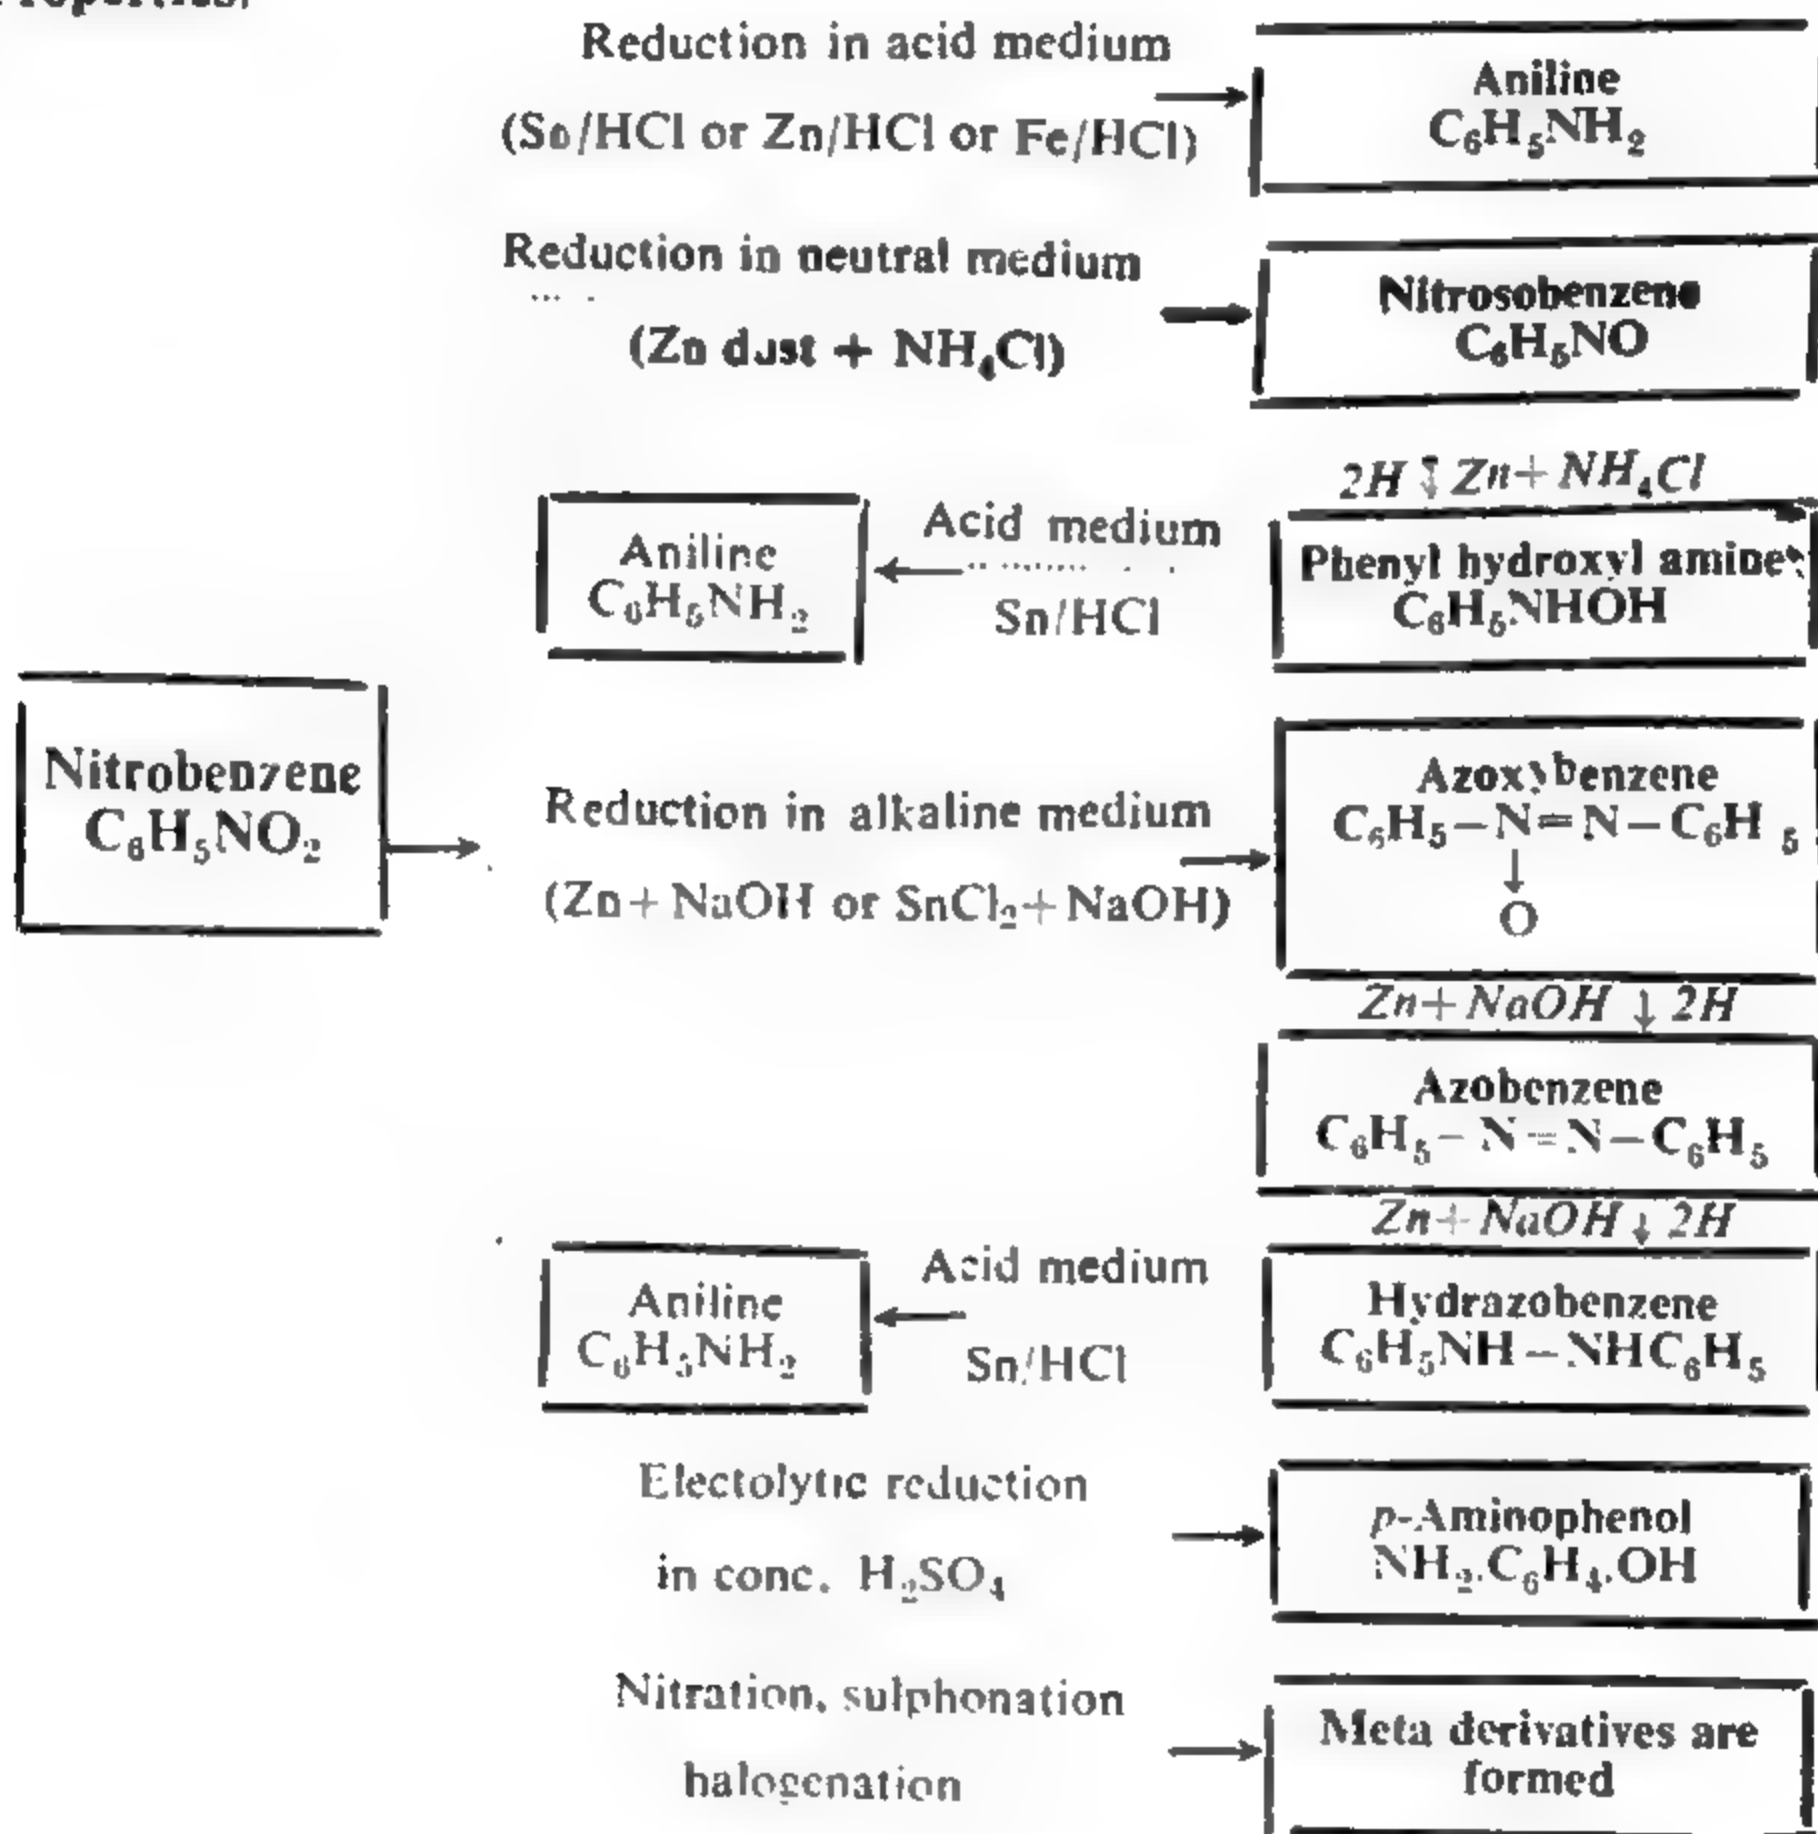 Properties.
Reduction in acid medium
(Sn/HCl or Zn/HCl or Fe/HCl)
Aniline
C₆H₅NH₂
Reduction in neutral medium
(Zn dust + NH₄Cl)
Nitrosobenzene
C₆H₅NO
2H ↓ Zn+NH₄Cl
Aniline
C₆H₅NH₂
Acid medium
Sn/HCl
Phenyl hydroxyl amine
C₆H₅NHOH
Nitrobenzene
C₆H₅NO₂
Reduction in alkaline medium
(Zn+NaOH or SnCl₂+NaOH)
Azoxybenzene
C₆H₅–N=N–C₆H₅
↓
O
Zn+NaOH ↓ 2H
Azobenzene
C₆H₅–N=N–C₆H₅
Zn+NaOH ↓ 2H
Aniline
C₆H₅NH₂
Acid medium
Sn/HCl
Hydrazobenzene
C₆H₅NH–NHC₆H₅
Electolytic reduction
in conc. H₂SO₄
p-Aminophenol
NH₂.C₆H₄.OH
Nitration, sulphonation
halogenation
Meta derivatives are
formed